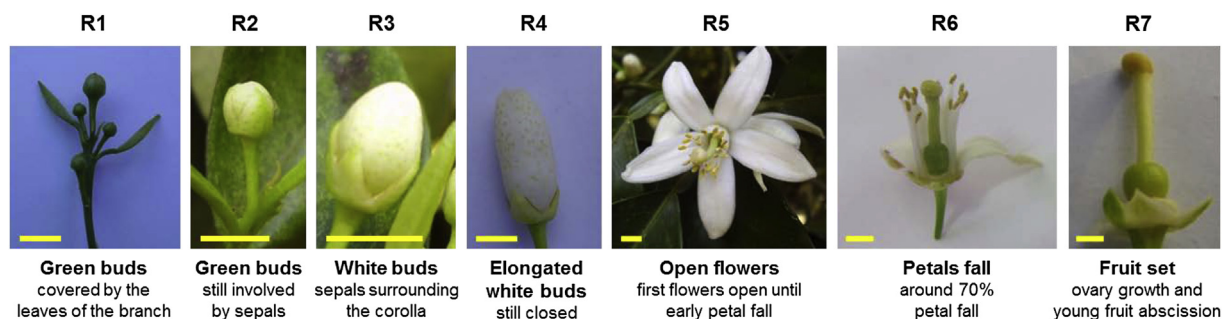 R1
Green buds
covered by the
leaves of the branch
R2
Green buds
still involved
by sepals
R3
White buds
sepals surrounding
the corolla
R4
Elongated
white buds
still closed
R5
Open flowers
first flowers open until
early petal fall
R6
Petals fall
around 70%
petal fall
R7
Fruit set
ovary growth and
young fruit abscission